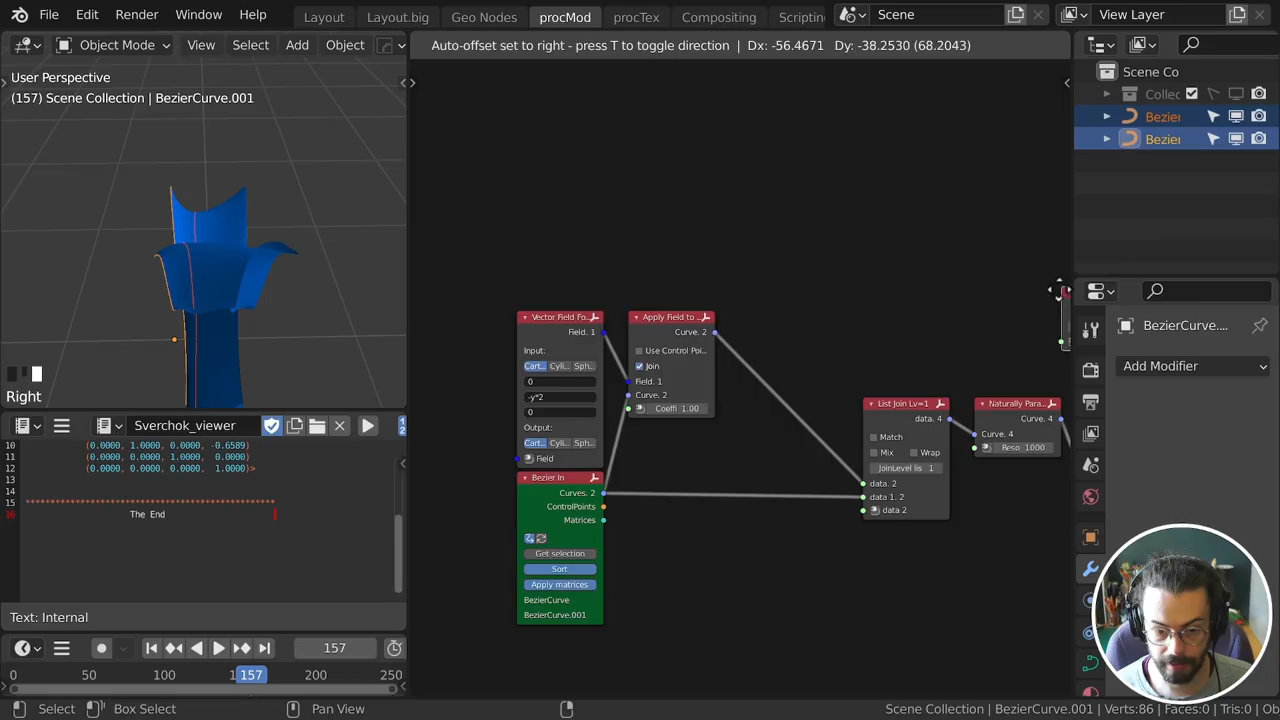 File Edit Render Window Help Layout Layout.big Geo Nodes procMod procTex Compositing Scripting Scene View Layer
Object Mode View Select Add Object
Auto-offset set to right - press T to toggle direction | Dx: -56.4671 Dy: -38.2530 (68.2043)
User Perspective
(157) Scene Collection | BezierCurve.001
Scene Co
Collec
Bezier
Bezier
Right
Vector Field Fo...
Field. 1
Input:
Cart... Cyli... Sph...
0
-y*2
0
Output:
Cart... Cyli... Sph...
Field
Apply Field to ...
Curve. 2
Use Control Poi...
Join
Field. 1
Curve. 2
Coeffi 1.00
Bezier In
Curves. 2
ControlPoints
Matrices
Get selection
Sort
Apply matrices
BezierCurve
BezierCurve.001
List Join Lv=1
data. 4
Match
Mix Wrap
JoinLevel lis 1
data. 2
data 1. 2
data 2
Naturally Para...
Curve. 4
Curve. 4
Reso 1000
BezierCurve....
Add Modifier
Sverchok_viewer
10 (0.0000, 1.0000, 0.0000, -0.6589)
11 (0.0000, 0.0000, 1.0000, 0.0000)
12 (0.0000, 0.0000, 0.0000, 1.0000)>
13
14
15 **************************************************
16 The End
Text: Internal
157
0 50 100 157 200 250
Select Box Select Pan View Scene Collection | BezierCurve.001 | Verts:86 | Faces:0 | Tris:0 | Ob